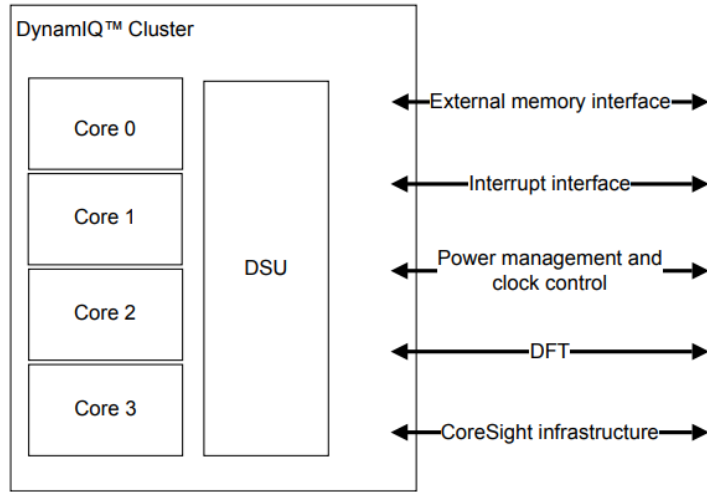 DynamIQ™ Cluster
Core 0
Core 1
Core 2
Core 3
DSU
External memory interface
Interrupt interface
Power management and
clock control
DFT
CoreSight infrastructure